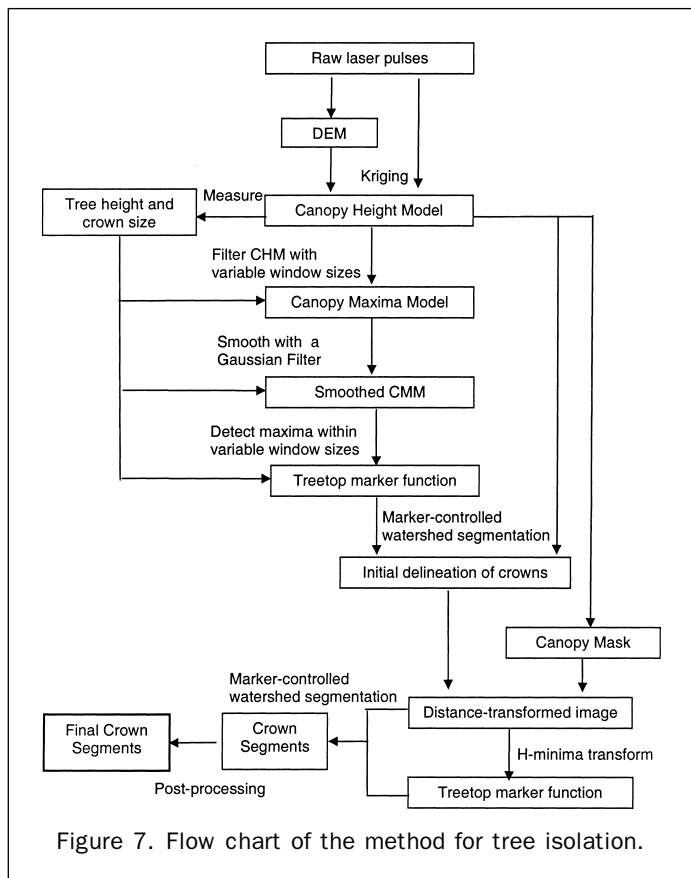 Raw laser pulses
DEM
Kriging
Measure
Tree height and
crown size
Canopy Height Model
Filter CHM with
variable window sizes
Canopy Maxima Model
Smooth with a
Gaussian Filter
Smoothed CMM
Detect maxima within
variable window sizes
Treetop marker function
Marker-controlled
watershed segmentation
Initial delineation of crowns
Canopy Mask
Marker-controlled
watershed segmentation
Distance-transformed image
Final Crown
Segments
Crown
Segments
H-minima transform
Post-processing
Treetop marker function
Figure 7. Flow chart of the method for tree isolation.